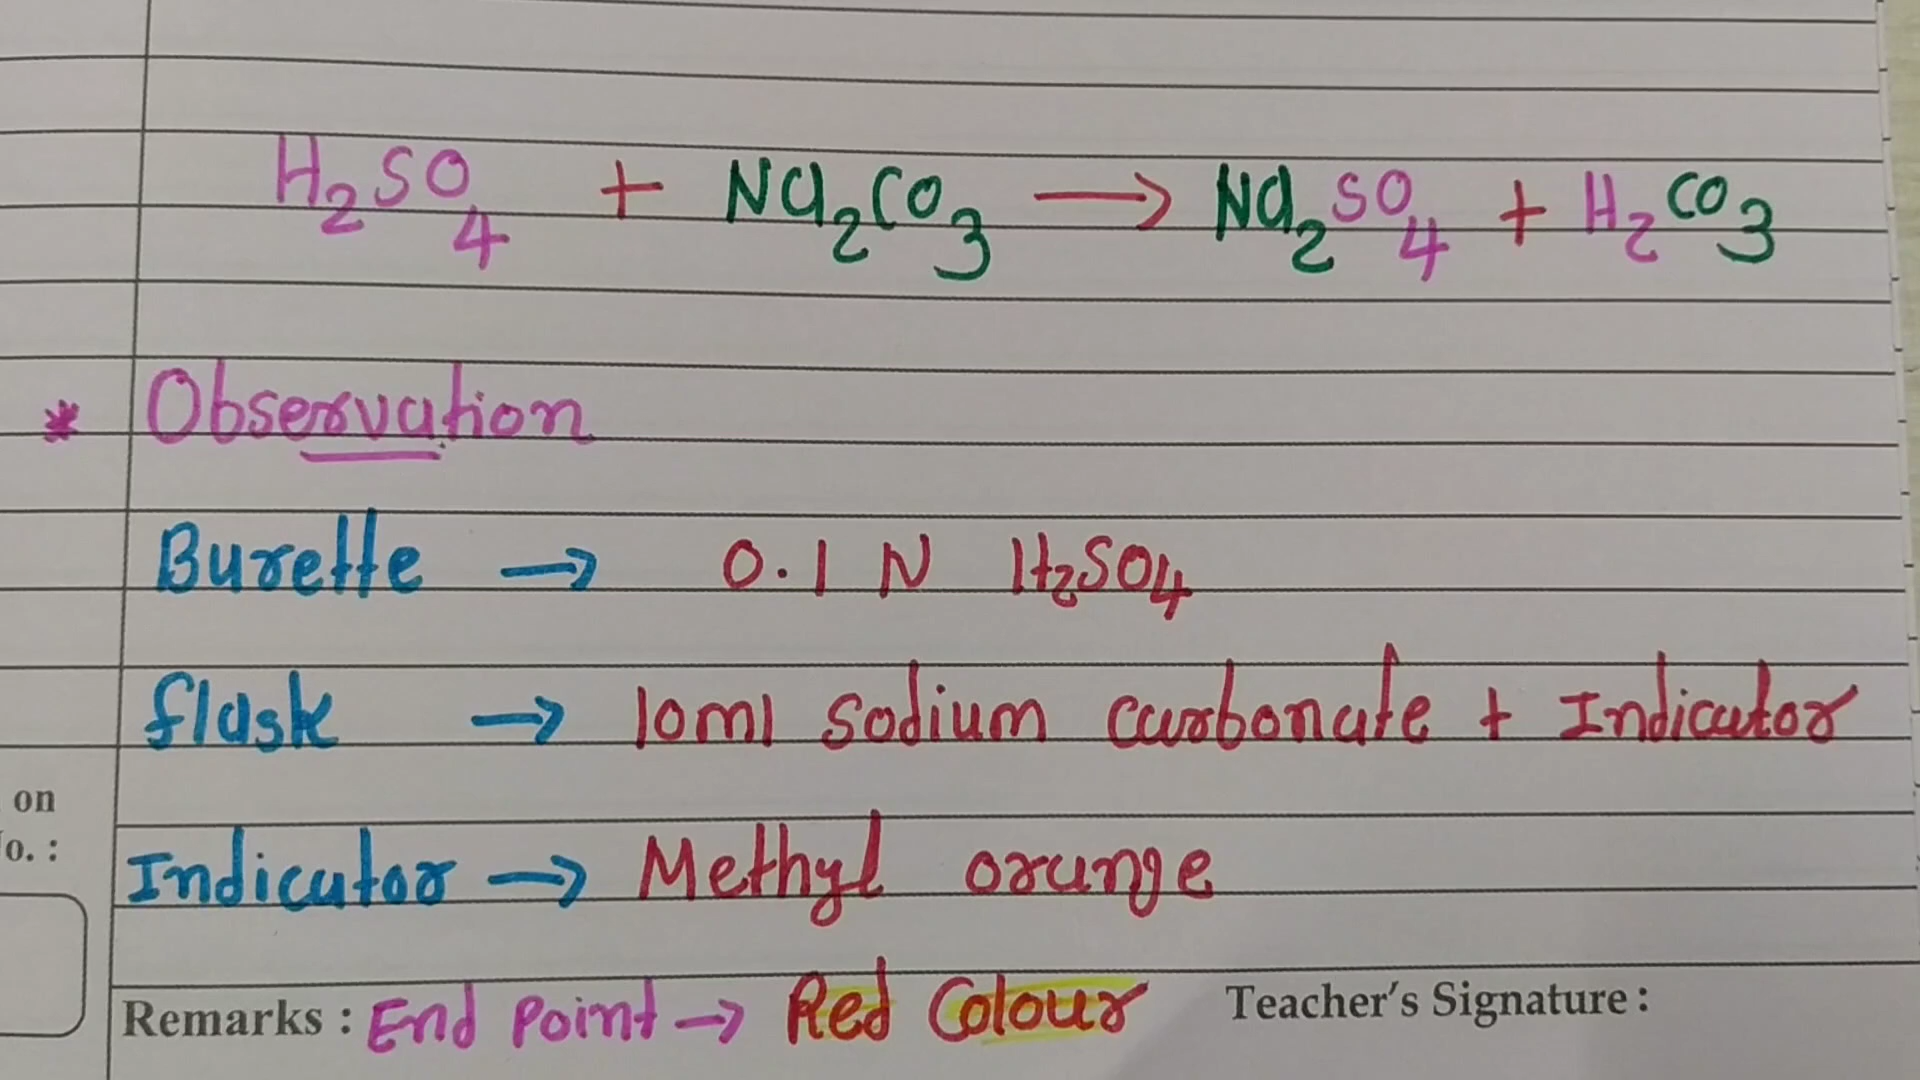 H₂SO₄ + Na₂CO₃ → Na₂SO₄ + H₂CO₃
* Observation
Burette → 0.1 N H₂SO₄
flask → 10ml sodium carbonate + Indicator
on
o. :
Indicator → Methyl orange
Remarks : End Point → Red Colour Teacher's Signature :